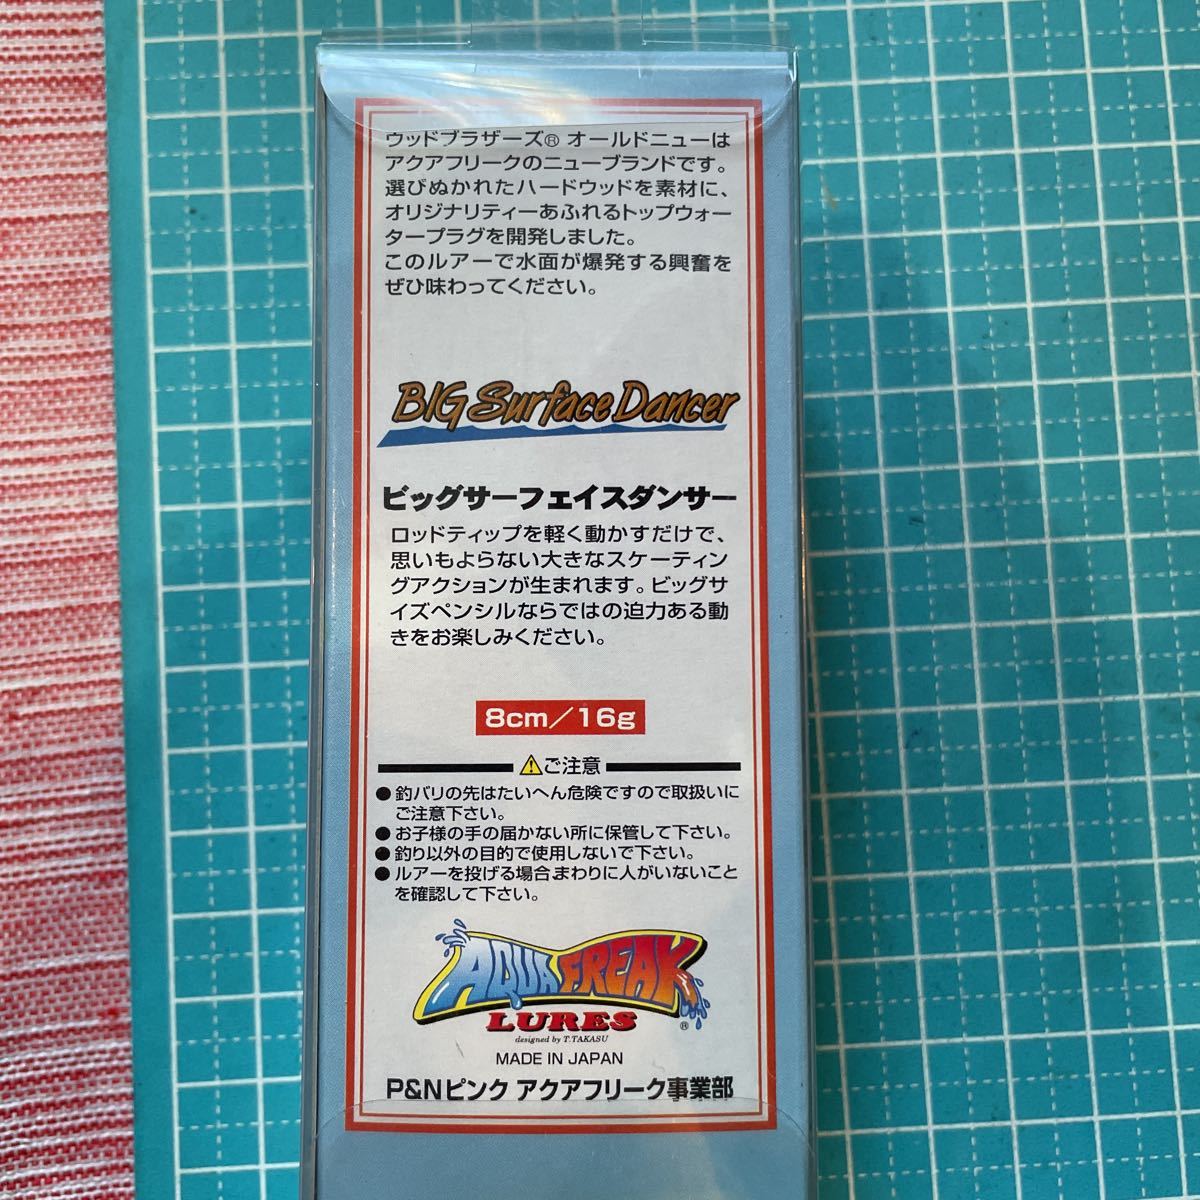 ウッドブラザーズ® オールドニューは
アクアフリークのニューブランドです。
選びぬかれたハードウッドを素材に、
オリジナリティーあふれるトップウォー
タープラグを開発しました。
このルアーで水面が爆発する興奮を
ぜひ味わってください。
BIG Surface Dancer
ビッグサーフェイスダンサー
ロッドティップを軽く動かすだけで、
思いもよらない大きなスケーティン
グアクションが生まれます。ビッグサ
イズペンシルならではの迫力ある動
きをお楽しみください。
8cm/16g
⚠ご注意
●釣バリの先はたいへん危険ですので取扱いに
ご注意下さい。
●お子様の手の届かない所に保管して下さい。
●釣り以外の目的で使用しないで下さい。
●ルアーを投げる場合、まわりに人がいないこと
を確認して下さい。
AQUA FREAK
LURES ®
designed by T.TAKASU
MADE IN JAPAN
P&Nピンク アクアフリーク事業部